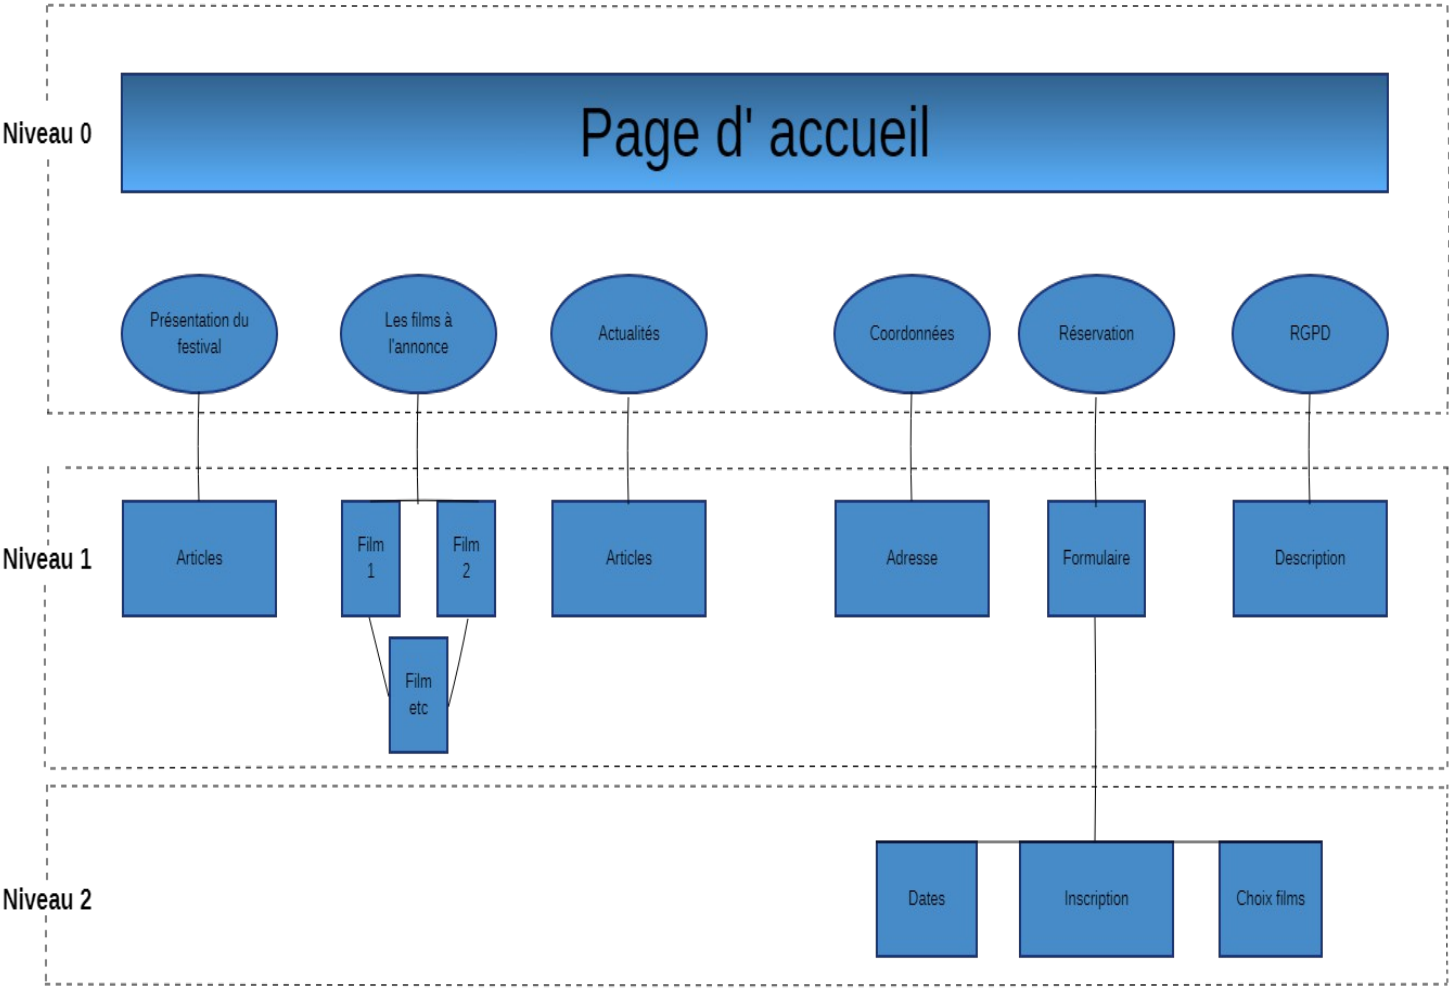 Niveau 0
Page d' accueil
Présentation du
festival
Les films à
l'annonce
Actualités
Coordonnées
Réservation
RGPD
Niveau 1
Articles
Film
1
Film
2
Film
etc
Articles
Adresse
Formulaire
Description
Niveau 2
Dates
Inscription
Choix films